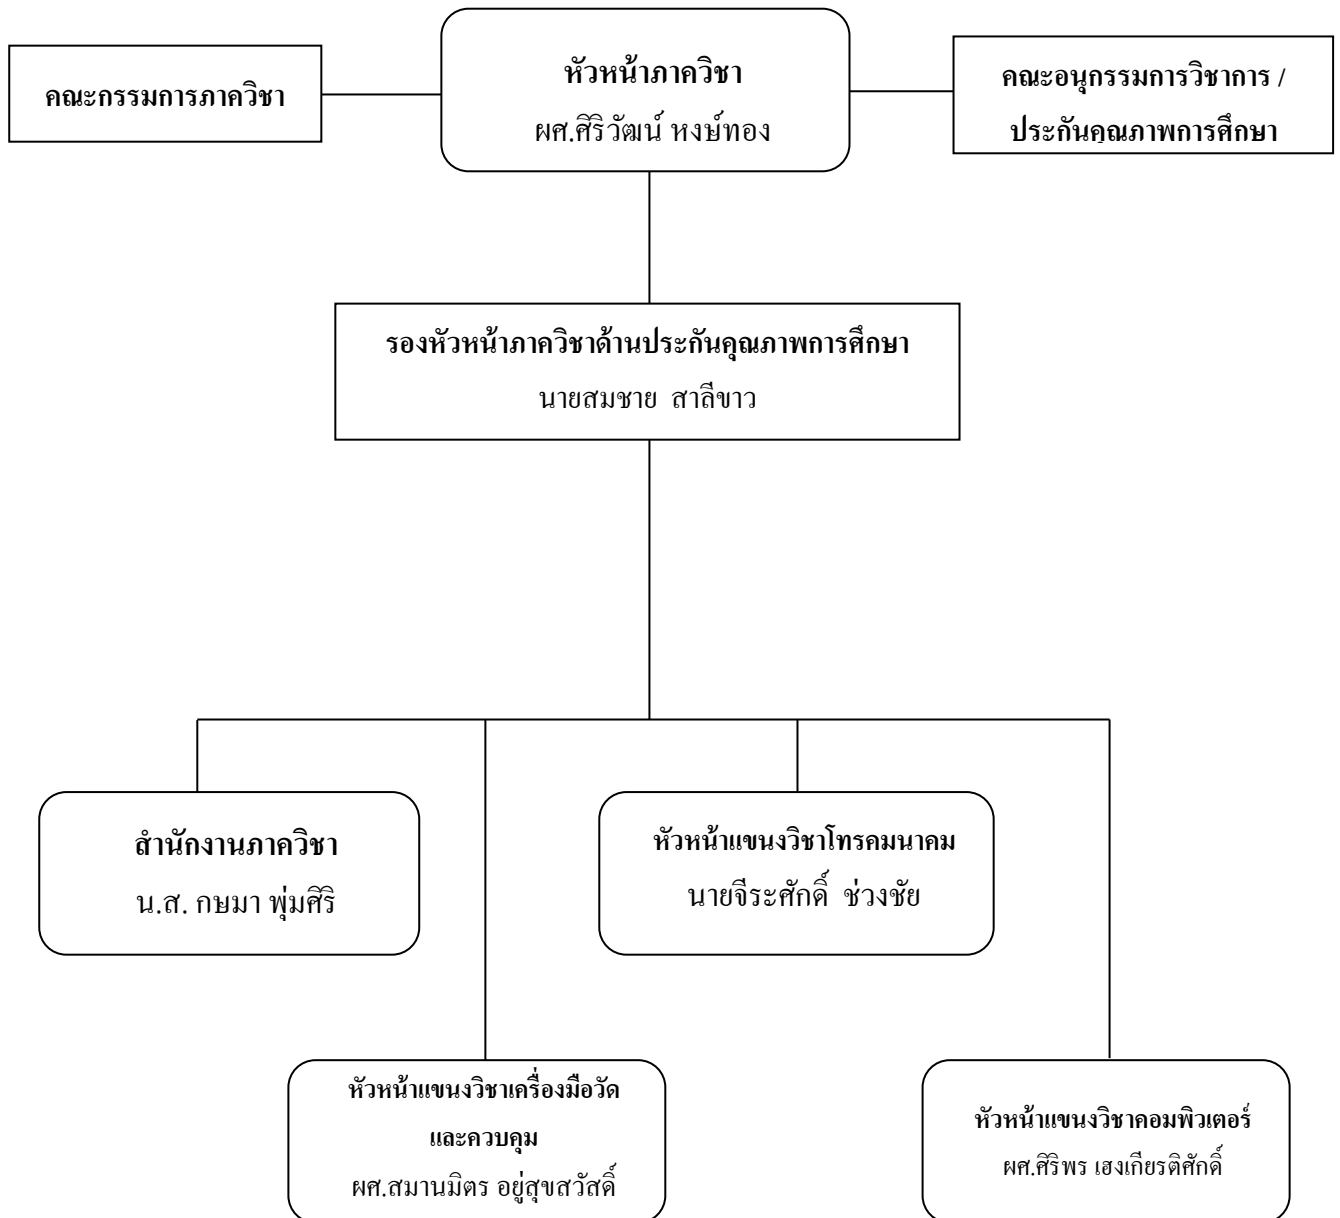 คณะกรรมการภาควิชา
หัวหน้าภาควิชา
ผศ.ศิริวัฒน์ หงษ์ทอง
คณะอนุกรรมการวิชาการ /
ประกันคุณภาพการศึกษา
รองหัวหน้าภาควิชาด้านประกันคุณภาพการศึกษา
นายสมชาย สาลีขาว
สำนักงานภาควิชา
น.ส. กษมา พุ่มศิริ
หัวหน้าแขนงวิชาโทรคมนาคม
นายจีระศักดิ์ ช่วงชัย
หัวหน้าแขนงวิชาเครื่องมือวัด
และควบคุม
ผศ.สมานมิตร อยู่สุขสวัสดิ์
หัวหน้าแขนงวิชาคอมพิวเตอร์
ผศ.ศิริพร เฮงเกียรติศักดิ์